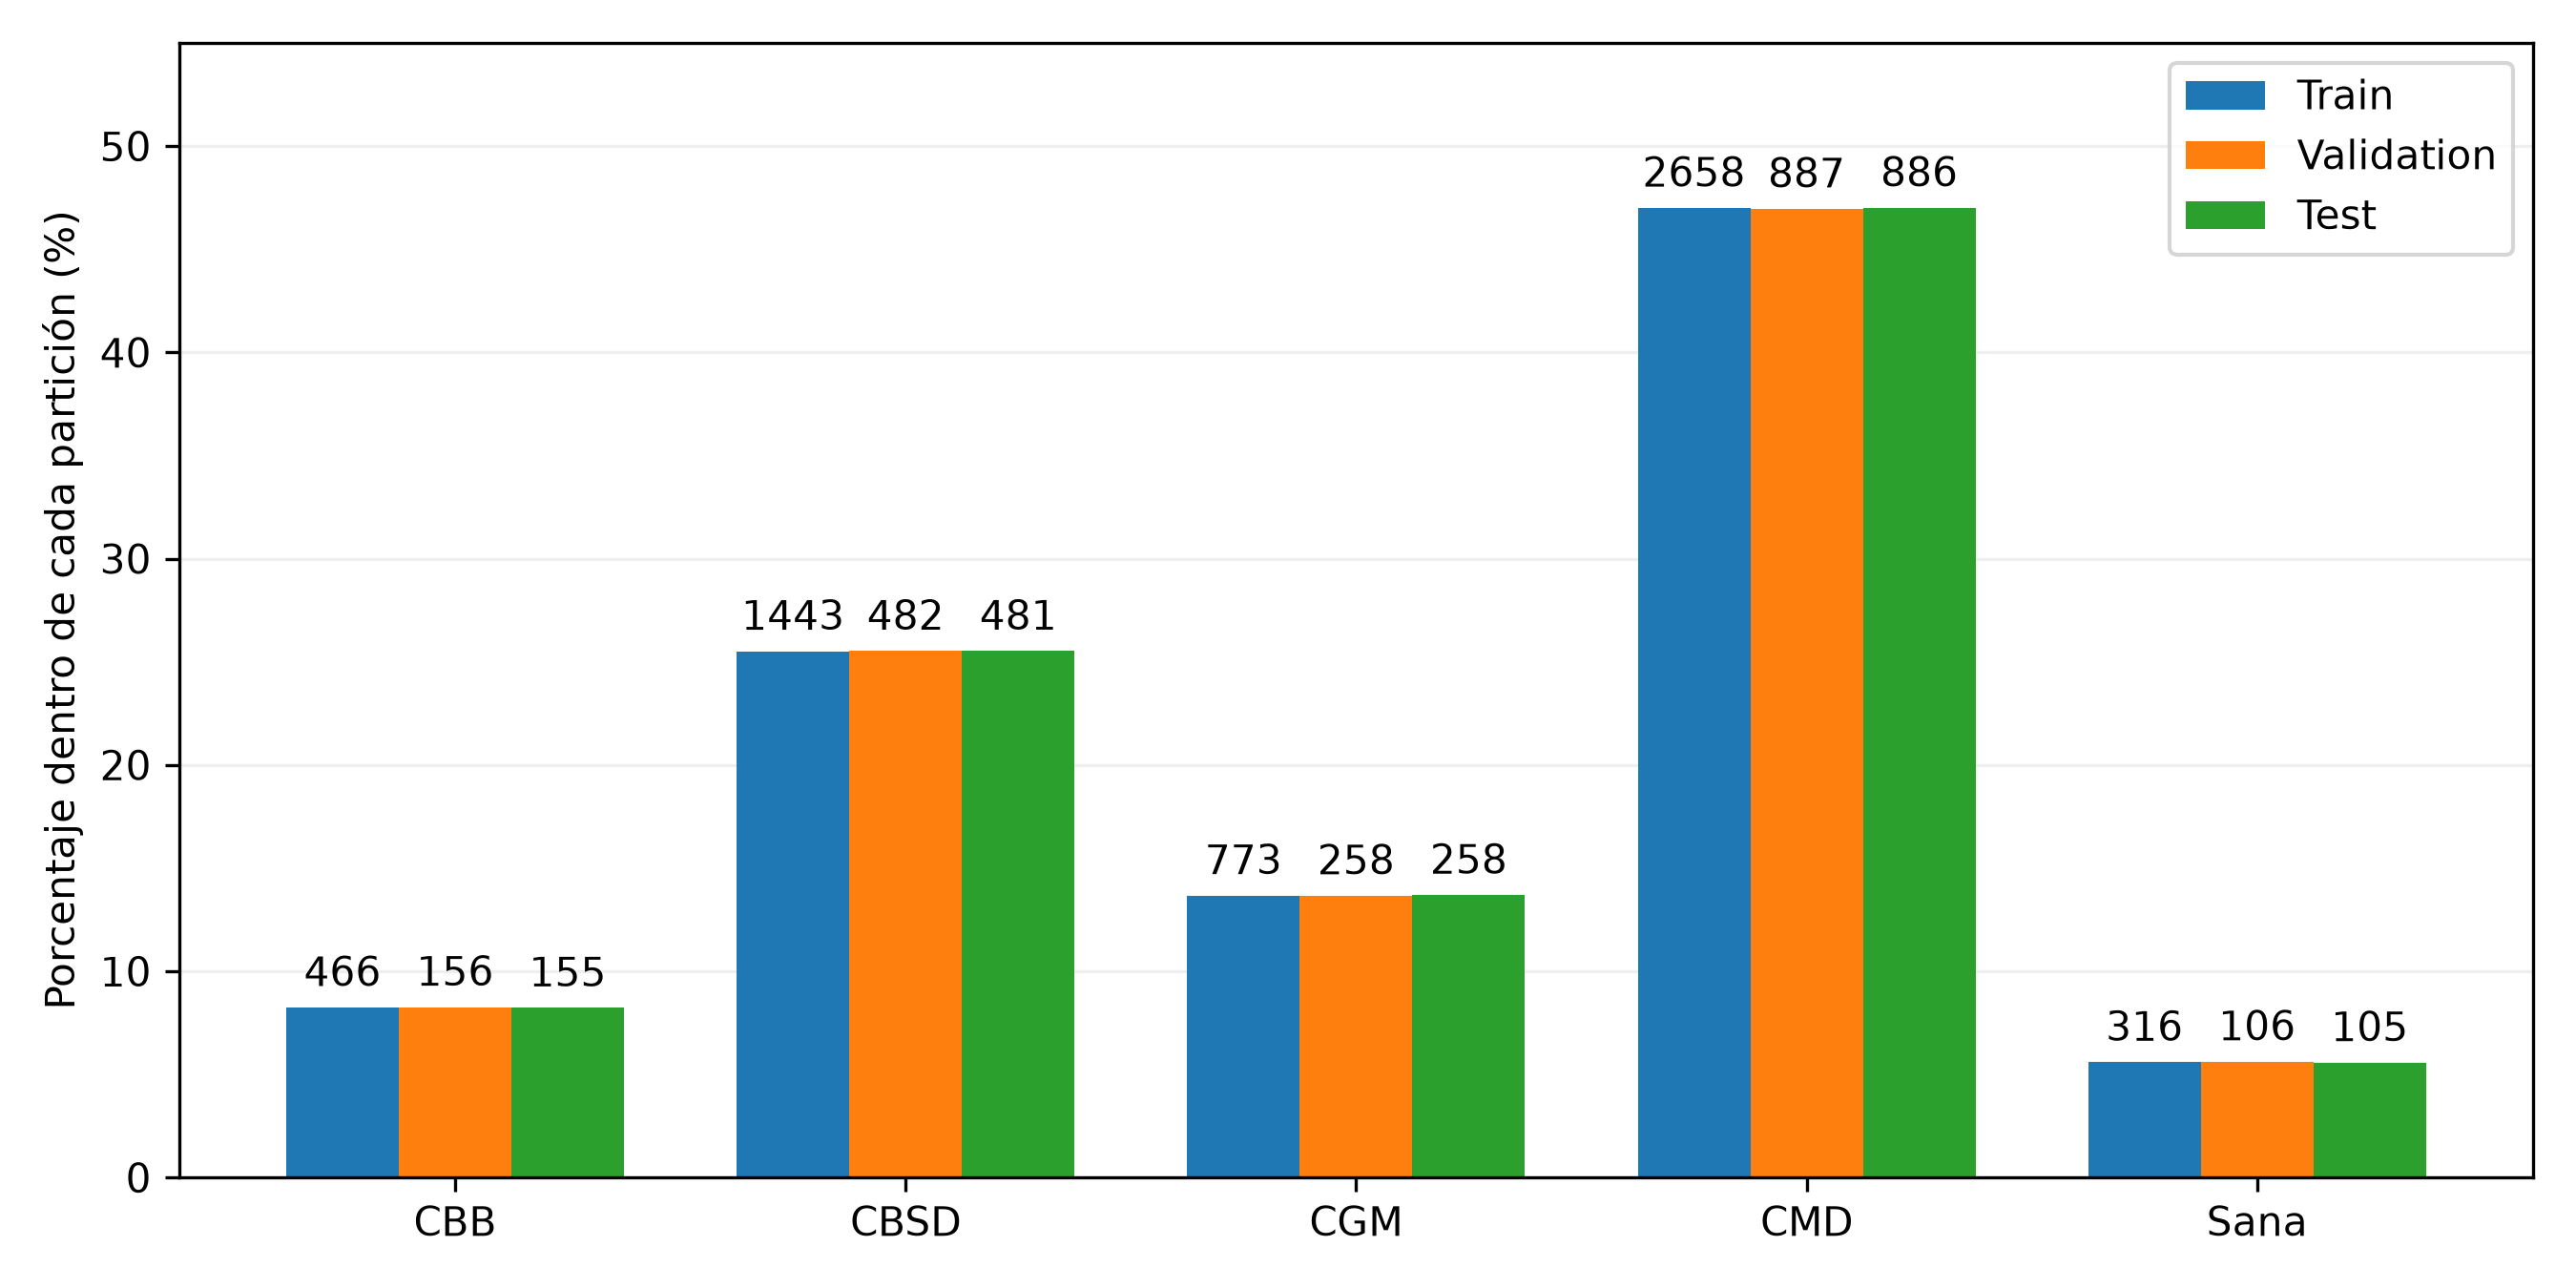 Porcentaje dentro de cada partición (%)
50
40
30
20
10
0
Train
Validation
Test
466 156 155
1443 482 481
773 258 258
2658 887 886
316 106 105
CBB CBSD CGM CMD Sana